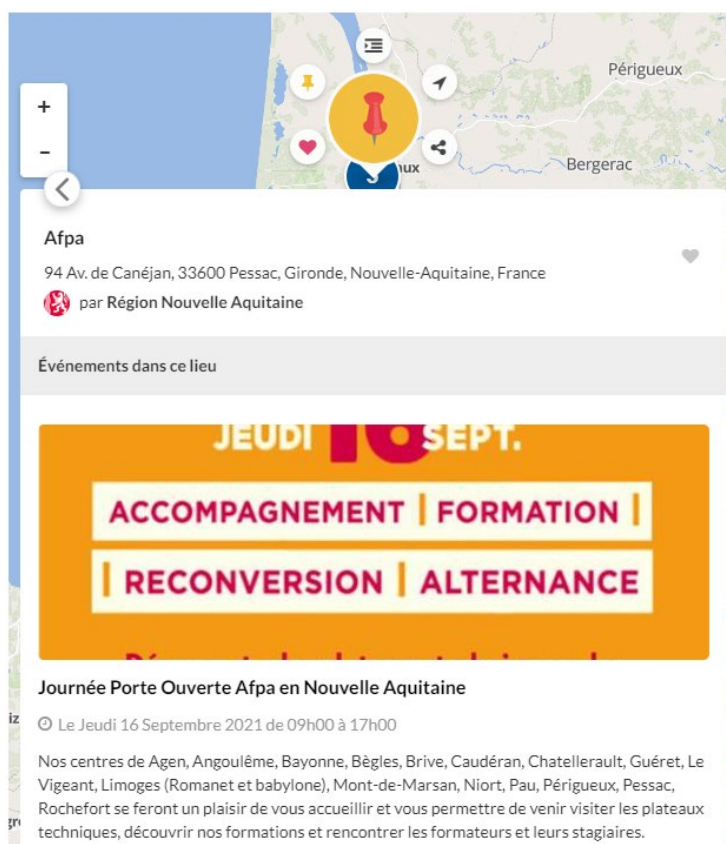 Périgueux
+
-
aux
Bergerac
Afpa
94 Av. de Canéjan, 33600 Pessac, Gironde, Nouvelle-Aquitaine, France
par Région Nouvelle Aquitaine
Événements dans ce lieu
JEUDI 16 SEPT.
ACCOMPAGNEMENT | FORMATION |
| RECONVERSION | ALTERNANCE
Journée Porte Ouverte Afpa en Nouvelle Aquitaine
iz
Le Jeudi 16 Septembre 2021 de 09h00 à 17h00
Nos centres de Agen, Angoulême, Bayonne, Bègles, Brive, Caudéran, Chatellerault, Guéret, Le
Vigeant, Limoges (Romanet et babylone), Mont-de-Marsan, Niort, Pau, Périgueux, Pessac,
Rochefort se feront un plaisir de vous accueillir et vous permettre de venir visiter les plateaux
techniques, découvrir nos formations et rencontrer les formateurs et leurs stagiaires.